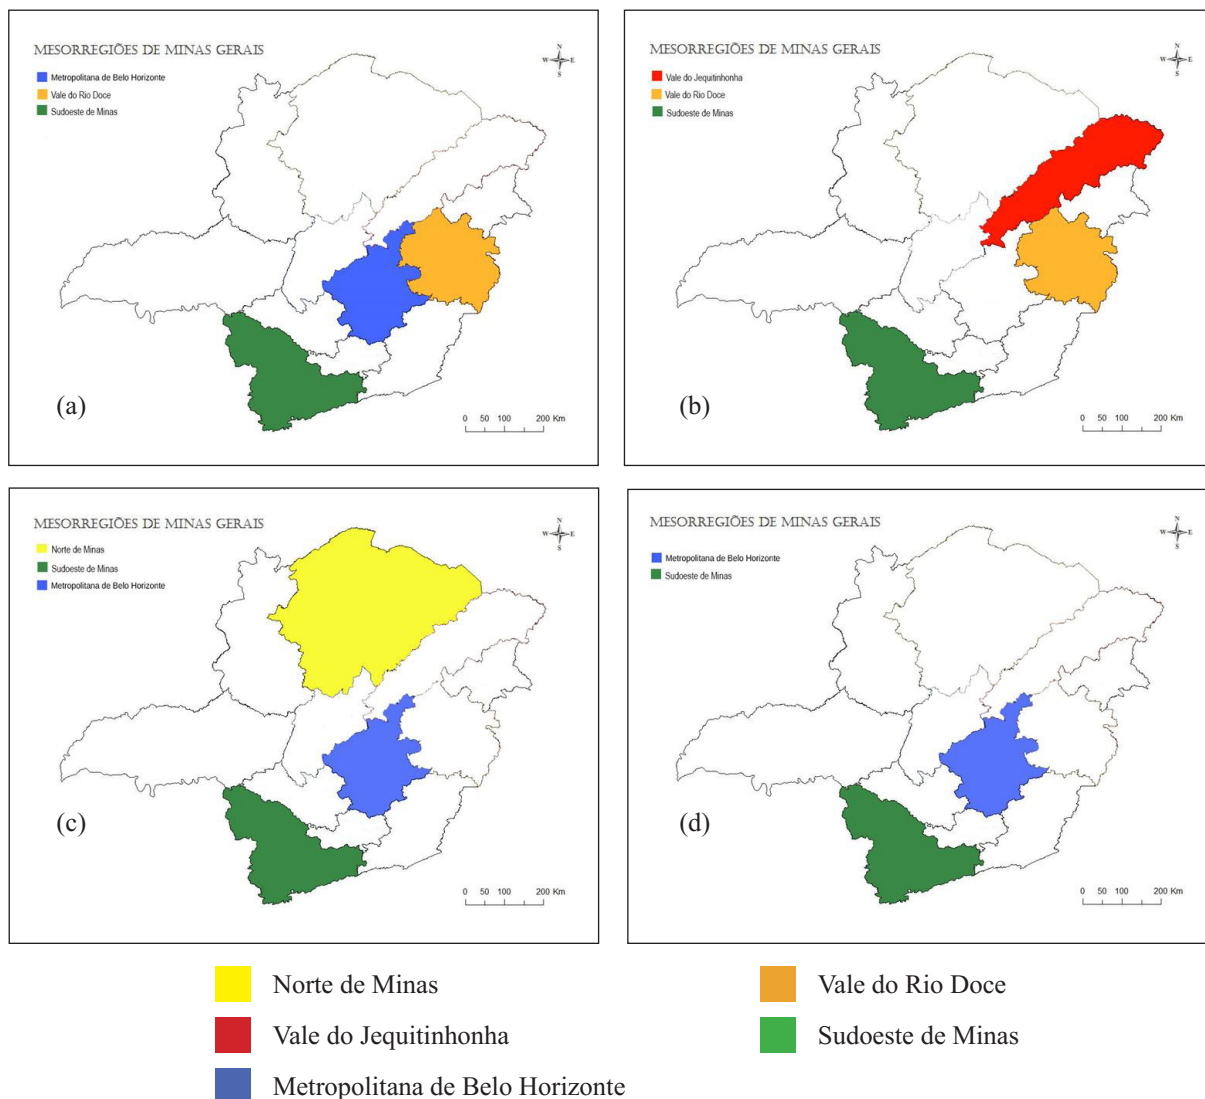 MESORREGIÕES DE MINAS GERAIS
N
W E
S
Metropolitana de Belo Horizonte
Vale do Rio Doce
Sudoeste de Minas
(a)
0 50 100 200 Km
MESORREGIÕES DE MINAS GERAIS
N
W E
S
Vale do Jequitinhonha
Vale do Rio Doce
Sudoeste de Minas
(b)
0 50 100 200 Km
MESORREGIÕES DE MINAS GERAIS
N
W E
S
Norte de Minas
Sudoeste de Minas
Metropolitana de Belo Horizonte
(c)
0 50 100 200 Km
MESORREGIÕES DE MINAS GERAIS
N
W E
S
Metropolitana de Belo Horizonte
Sudoeste de Minas
(d)
0 50 100 200 Km
Norte de Minas
Vale do Jequitinhonha
Metropolitana de Belo Horizonte
Vale do Rio Doce
Sudoeste de Minas